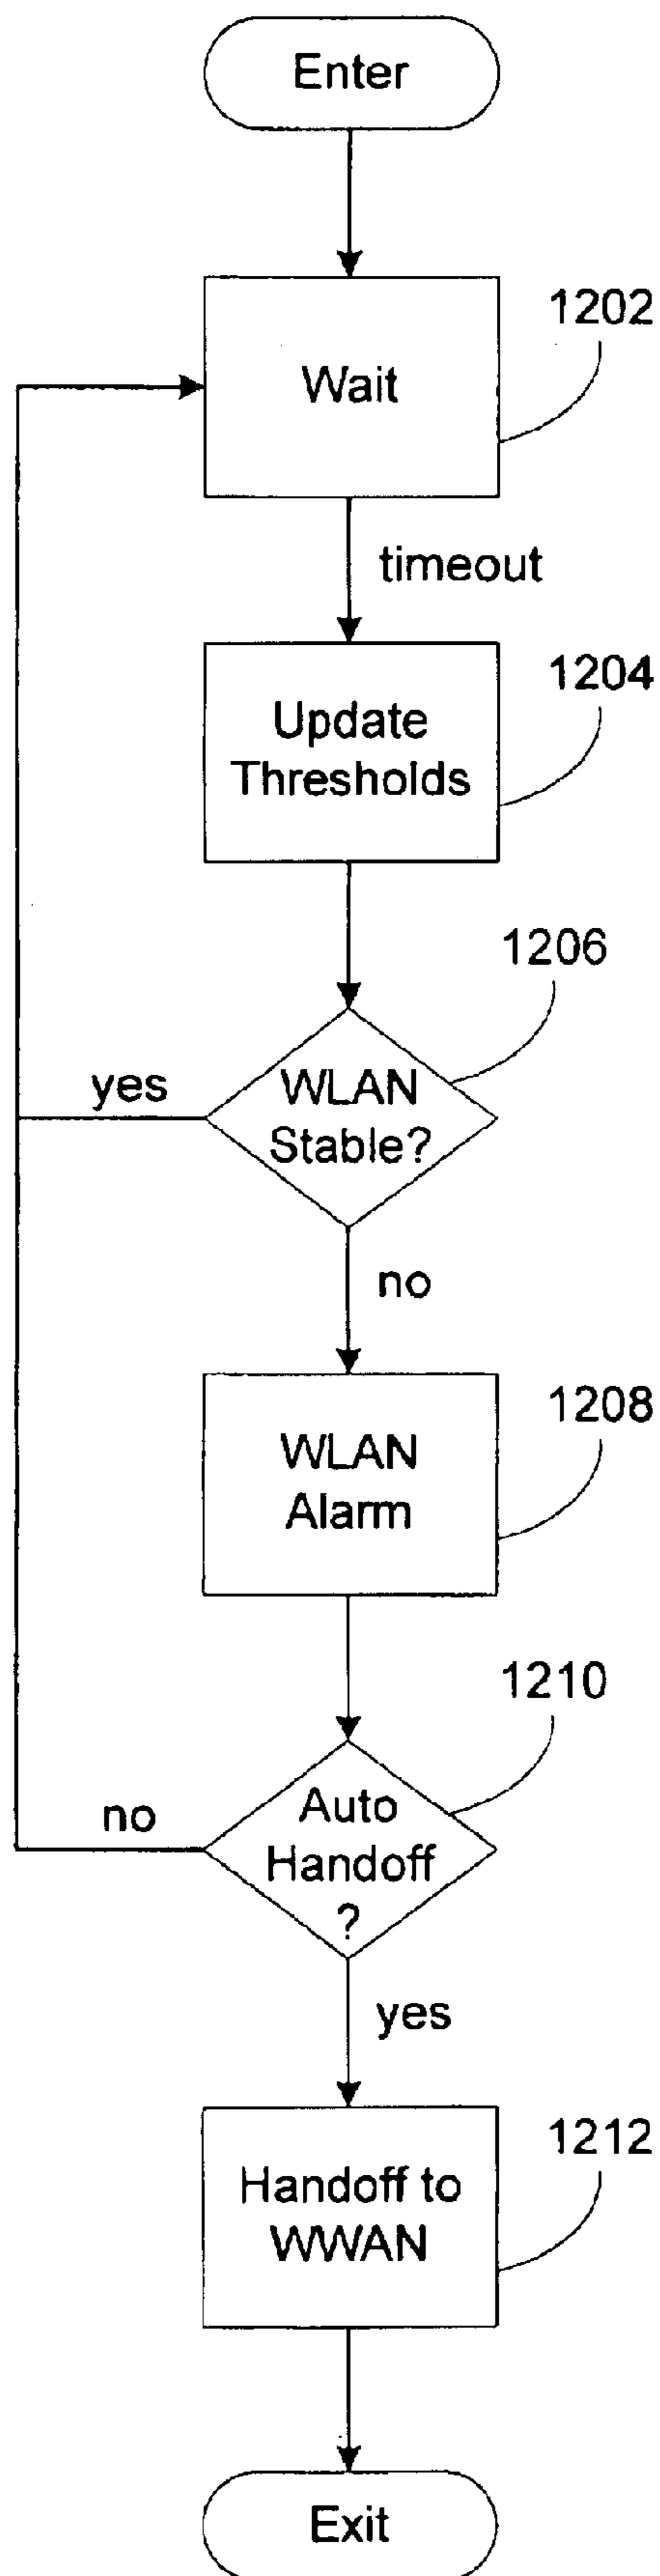 Enter
1202
Wait
timeout
1204
Update
Thresholds
1206
yes
WLAN
Stable?
no
1208
WLAN
Alarm
1210
no
Auto
Handoff
?
yes
1212
Handoff to
WWAN
Exit